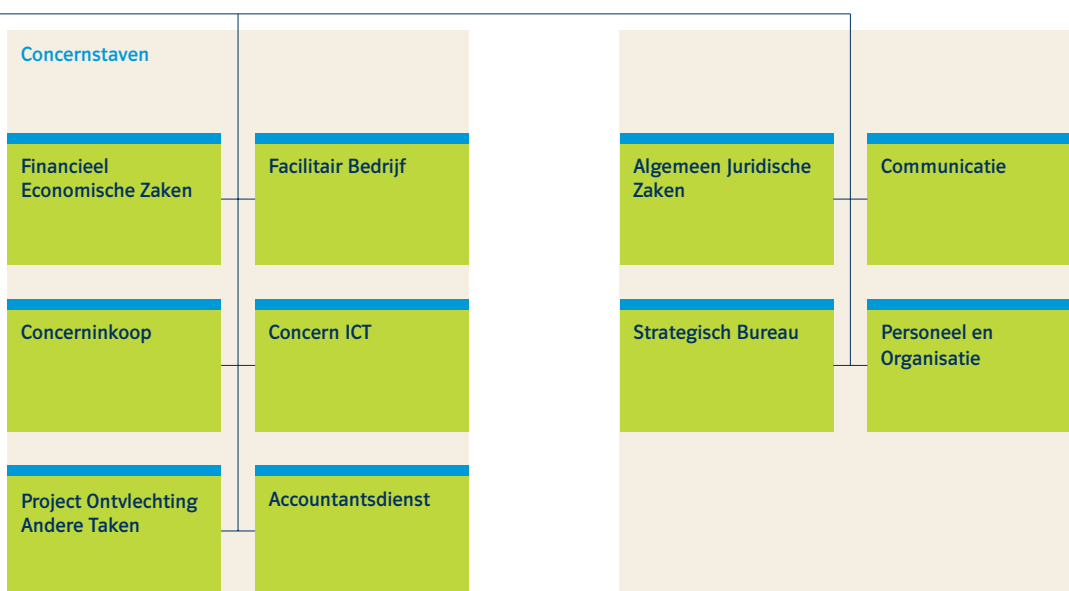 Concernstaven
Financieel
Economische Zaken
Facilitair Bedrijf
Algemeen Juridische
Zaken
Communicatie
Concerninkoop
Concern ICT
Strategisch Bureau
Personeel en
Organisatie
Project Ontvlechting
Andere Taken
Accountantsdienst